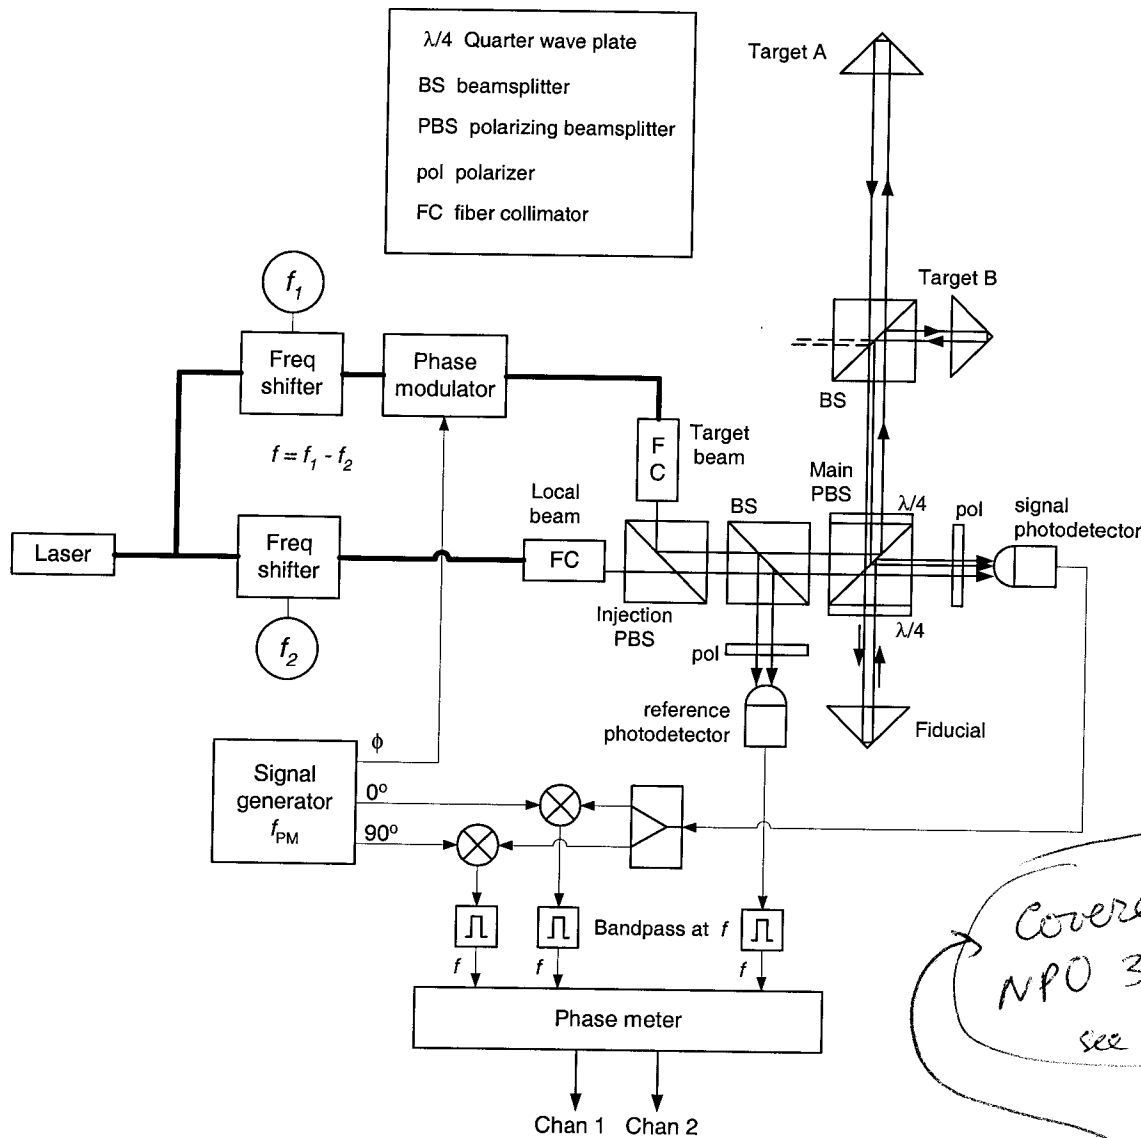 λ/4 Quarter wave plate
BS beamsplitter
PBS polarizing beamsplitter
pol polarizer
FC fiber collimator
Target A
Target B
BS
f1
Freq
shifter
Phase
modulator
f = f1 - f2
F
C
Target
beam
Main
PBS
λ/4
pol
signal
photodetector
Local
beam
BS
Laser
Freq
shifter
FC
Injection
PBS
λ/4
f2
pol
reference
photodetector
Fiducial
Signal
generator
fPM
ϕ
0º
90º
Bandpass at f
f
f
f
Phase meter
Chan 1
Chan 2
NPO 3
see